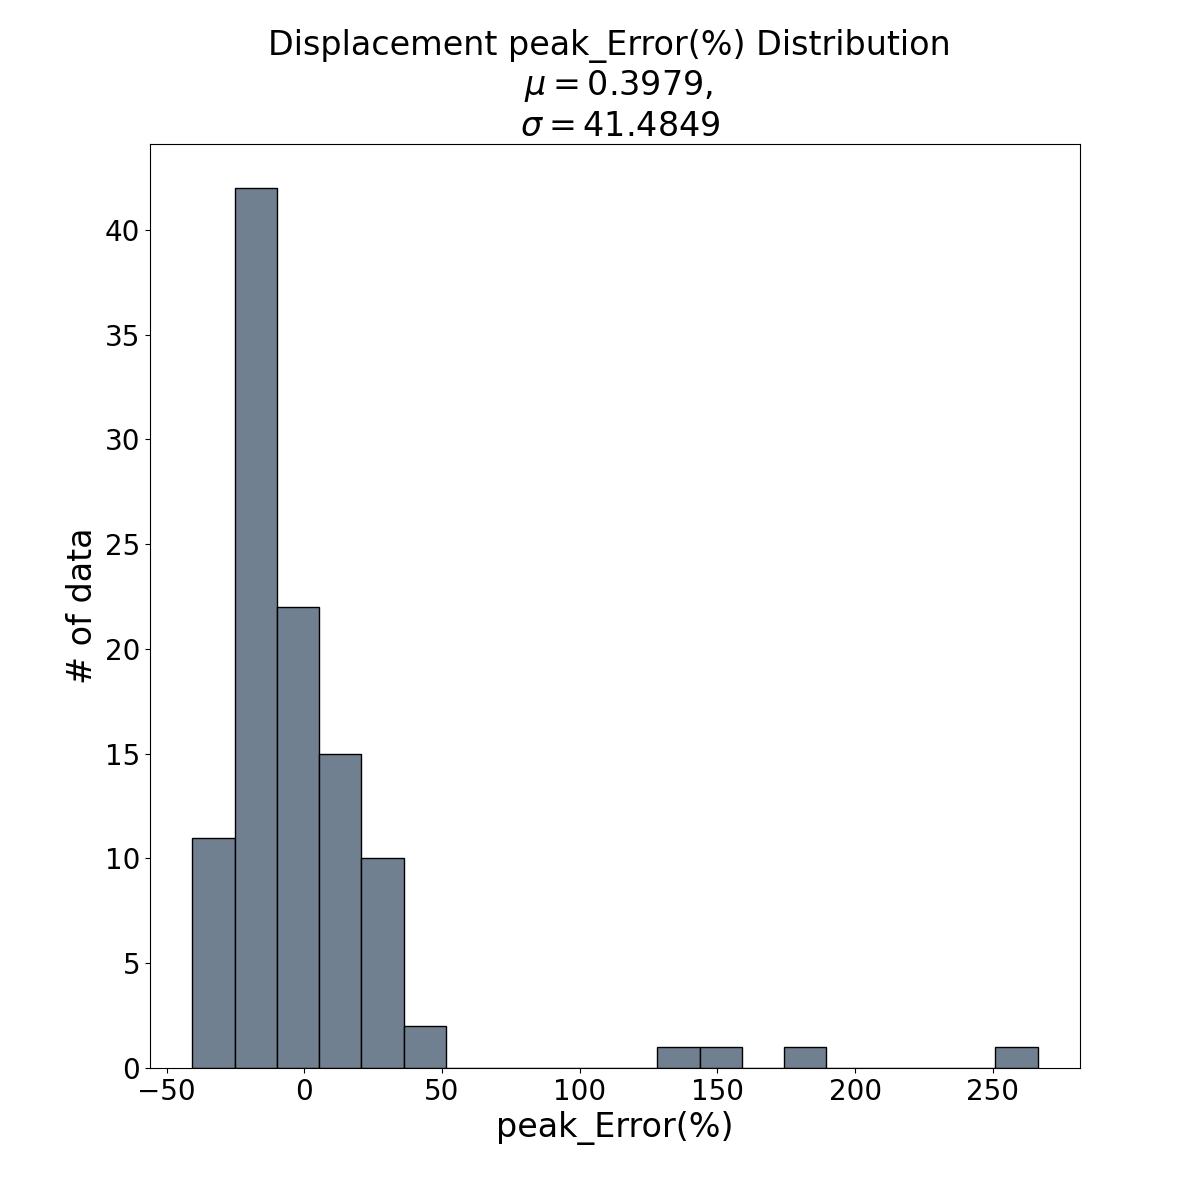 Displacement peak_Error(%) Distribution
μ = 0.3979,
σ = 41.4849
40
35
30
25
20
15
10
5
0
# of data
−50 0 50 100 150 200 250
peak_Error(%)